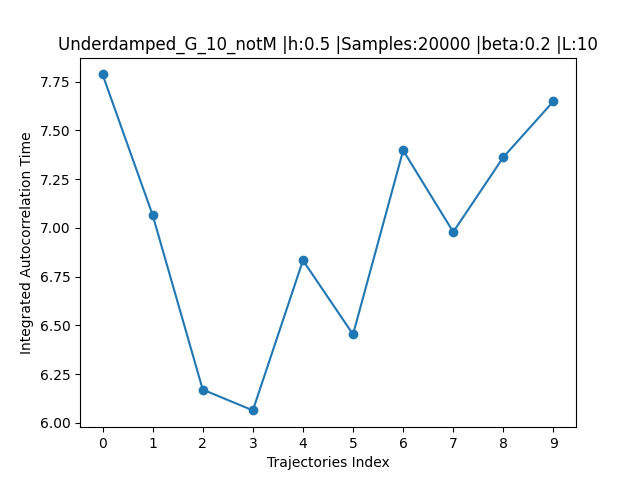 Underdamped_G_10_notM |h:0.5 |Samples:20000 |beta:0.2 |L:10
Integrated Autocorrelation Time
7.75
7.50
7.25
7.00
6.75
6.50
6.25
6.00
0 1 2 3 4 5 6 7 8 9
Trajectories Index